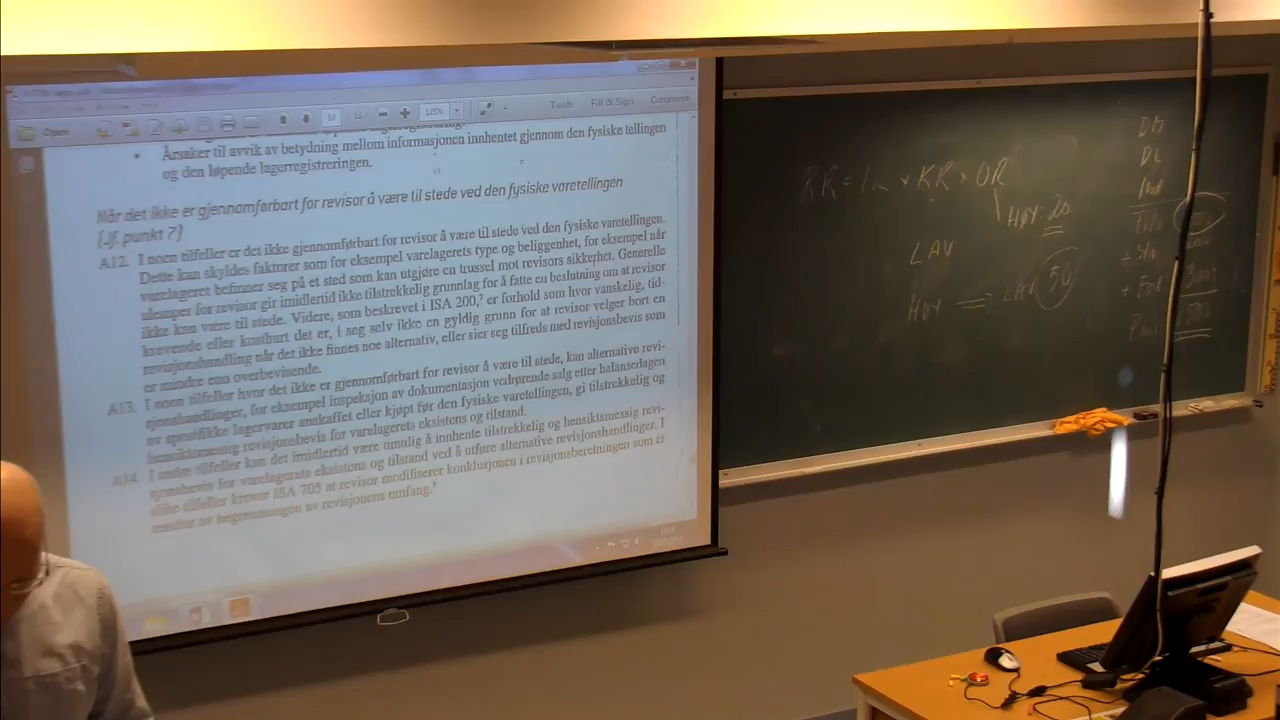 Open
125%
Tools Fill & Sign Comment
Årsaker til avvik av betydning mellom informasjonen innhentet gjennom den fysiske tellingen
og den løpende lagerregistreringen.
Når det ikke er gjennomførbart for revisor å være til stede ved den fysiske varetellingen
(Jf. punkt 7)
A12. I noen tilfeller er det ikke gjennomførbart for revisor å være til stede ved den fysiske varetellingen.
Dette kan skyldes faktorer som for eksempel varelagerets type og beliggenhet, for eksempel når
varelageret befinner seg på et sted som kan utgjøre en trussel mot revisors sikkerhet. Generelle
ulemper for revisor gir imidlertid ikke tilstrekkelig grunnlag for å fatte en beslutning om at revisor
ikke kan være til stede. Videre, som beskrevet i ISA 200,⁷ er forhold som hvor vanskelig, tid-
krevende eller kostbart det er, i seg selv ikke en gyldig grunn for at revisor velger bort en
revisjonshandling når det ikke finnes noe alternativ, eller sier seg tilfreds med revisjonsbevis som
er mindre enn overbevisende.
A13. I noen tilfeller hvor det ikke er gjennomførbart for revisor å være til stede, kan alternative revi-
sjonshandlinger, for eksempel inspeksjon av dokumentasjon vedrørende salg etter balansedagen
av spesifikke lagervarer anskaffet eller kjøpt før den fysiske varetellingen, gi tilstrekkelig og
hensiktsmessig revisjonsbevis for varelagerets eksistens og tilstand.
A14. I andre tilfeller kan det imidlertid være umulig å innhente tilstrekkelig og hensiktsmessig revi-
sjonsbevis for varelagerets eksistens og tilstand ved å utføre alternative revisjonshandlinger. I
slike tilfeller krever ISA 705 at revisor modifiserer konklusjonen i revisjonsberetningen som et
resultat av begrensningen av revisjonens omfang.⁸
RR = IR × KR × OR
HØY: 20
LAV
HØY ⇒ LAV 50